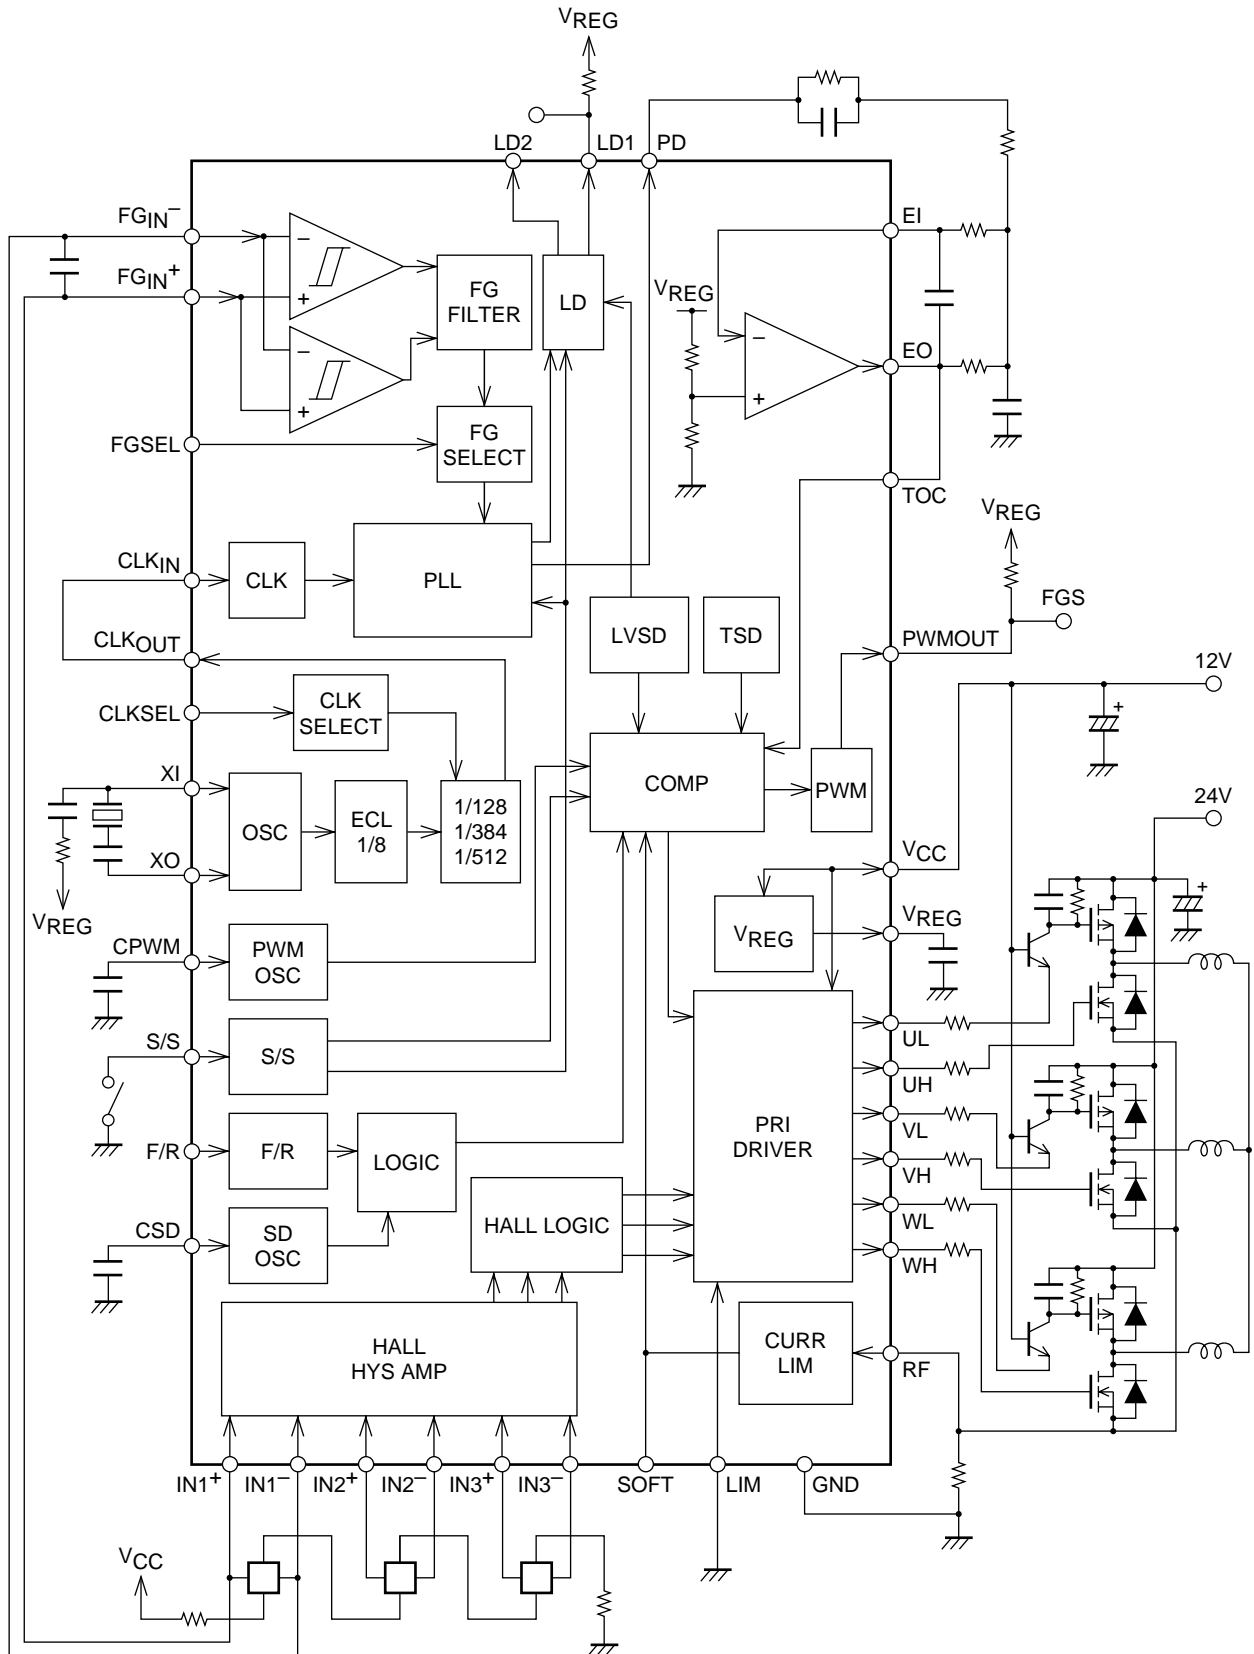 VREG
LD2
LD1
PD
FGIN−
FGIN+
−
+
−
+
FG
FILTER
LD
VREG
−
+
EI
EO
FGSEL
FG
SELECT
TOC
VREG
CLKIN
CLK
PLL
FGS
CLKOUT
LVSD
TSD
PWMOUT
12V
+
CLKSEL
CLK
SELECT
XI
OSC
ECL
1/8
1/128
1/384
1/512
COMP
PWM
24V
XO
VREG
VCC
+
VREG
VREG
CPWM
PWM
OSC
S/S
S/S
UL
UH
F/R
F/R
LOGIC
PRI
DRIVER
VL
VH
CSD
SD
OSC
HALL LOGIC
WL
WH
HALL
HYS AMP
CURR
LIM
RF
IN1+
IN1−
IN2+
IN2−
IN3+
IN3−
SOFT
LIM
GND
VCC